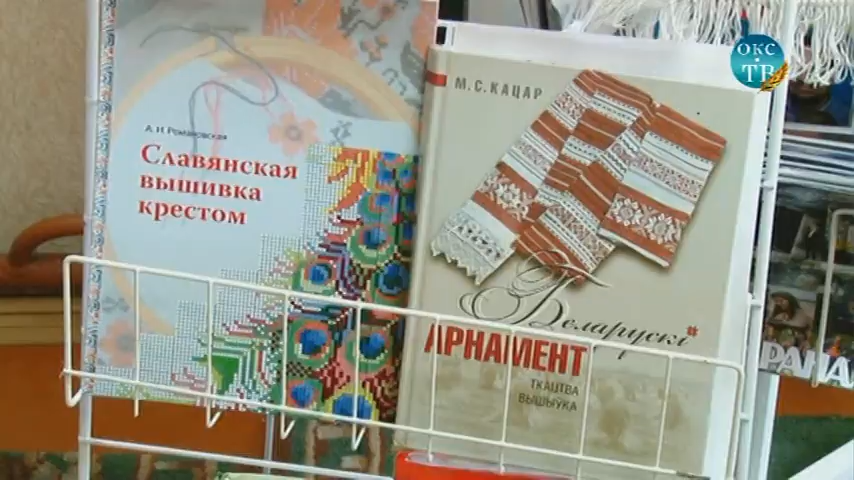 А. И. Романовская
Славянская
вышивка
крестом
М. С. КАЦАР
Беларускі
АРНАМЕНТ
ТКАЦТВА
ВЫШЫЎКА
ОКС
ТВ